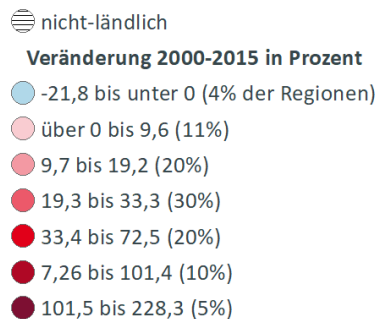 nicht-ländlich
Veränderung 2000-2015 in Prozent
-21,8 bis unter 0 (4% der Regionen)
über 0 bis 9,6 (11%)
9,7 bis 19,2 (20%)
19,3 bis 33,3 (30%)
33,4 bis 72,5 (20%)
7,26 bis 101,4 (10%)
101,5 bis 228,3 (5%)